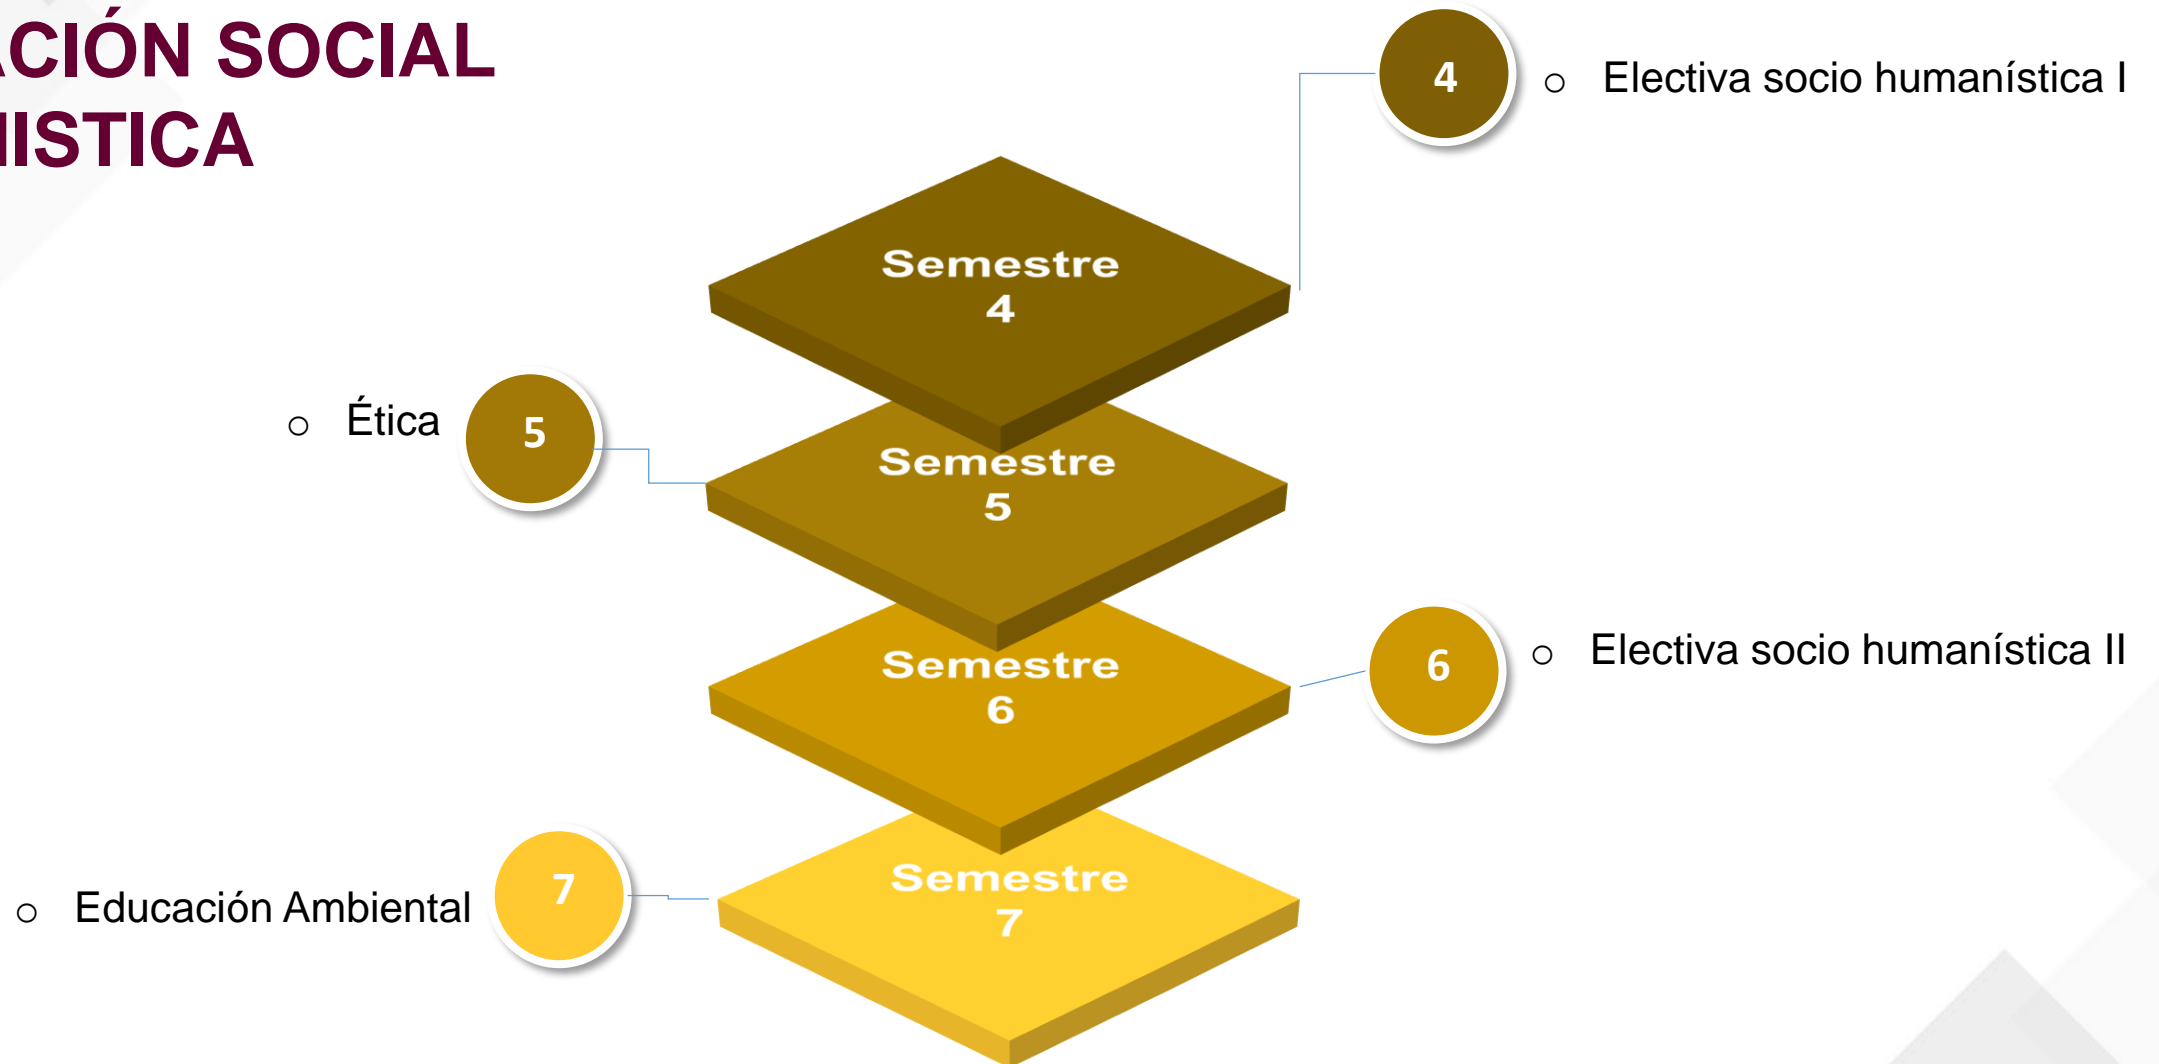 ACIÓN SOCIAL
NISTICA
4
○ Electiva socio humanística I
Semestre
4
○ Ética
5
Semestre
5
Semestre
6
6
○ Electiva socio humanística II
○ Educación Ambiental
7
Semestre
7